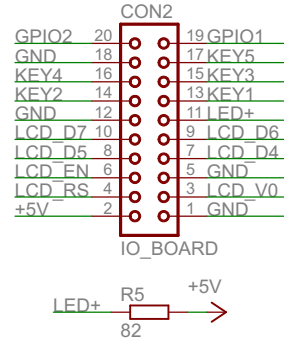 CON2
GPIO2 20 19 GPIO1
GND 18 17 KEY5
KEY4 16 15 KEY3
KEY2 14 13 KEY1
GND 12 11 LED+
LCD_D7 10 9 LCD_D6
LCD_D5 8 7 LCD_D4
LCD_EN 6 5 GND
LCD_RS 4 3 LCD_V0
+5V 2 1 GND
IO_BOARD
LED+ R5 +5V
82